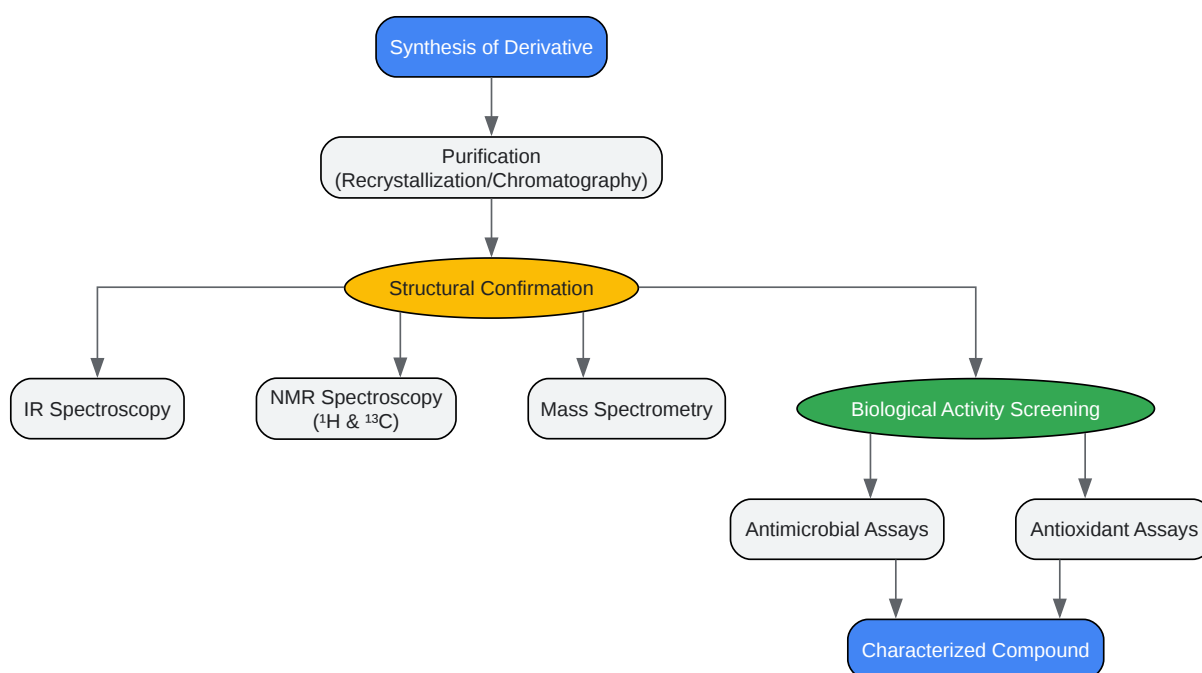 Synthesis of Derivative
Purification
(Recrystallization/Chromatography)
Structural Confirmation
IR Spectroscopy
NMR Spectroscopy
(¹H & ¹³C)
Mass Spectrometry
Biological Activity Screening
Antimicrobial Assays
Antioxidant Assays
Characterized Compound